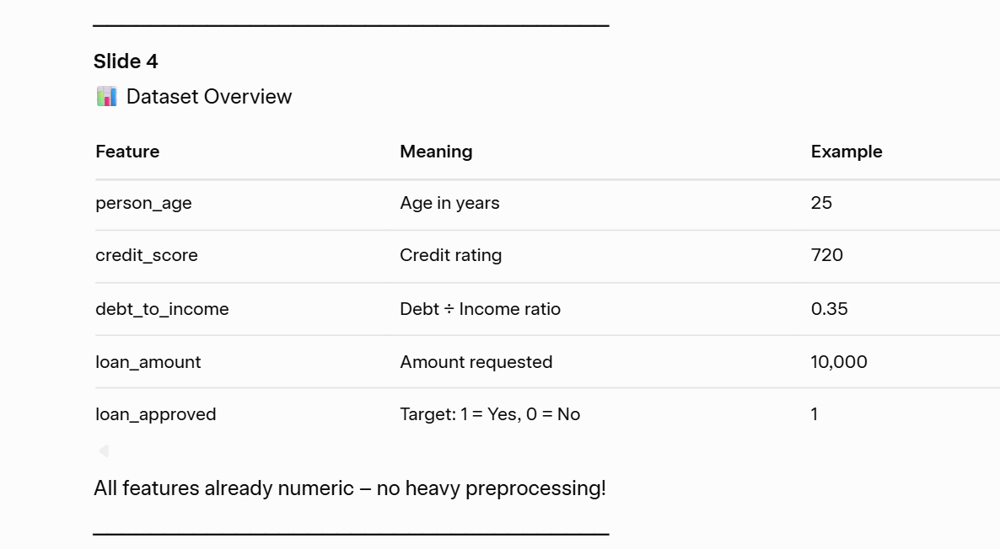 Slide 4
📊 Dataset Overview
Feature Meaning Example
person_age Age in years 25
credit_score Credit rating 720
debt_to_income Debt ÷ Income ratio 0.35
loan_amount Amount requested 10,000
loan_approved Target: 1 = Yes, 0 = No 1
All features already numeric – no heavy preprocessing!